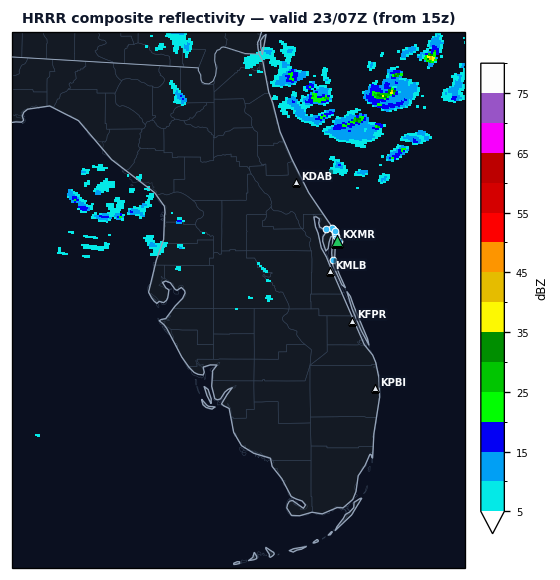 HRRR composite reflectivity — valid 23/07Z (from 15z)
KDAB
KXMR
KMLB
KFPR
KPBI
75
65
55
45
35
25
15
5
dBZ